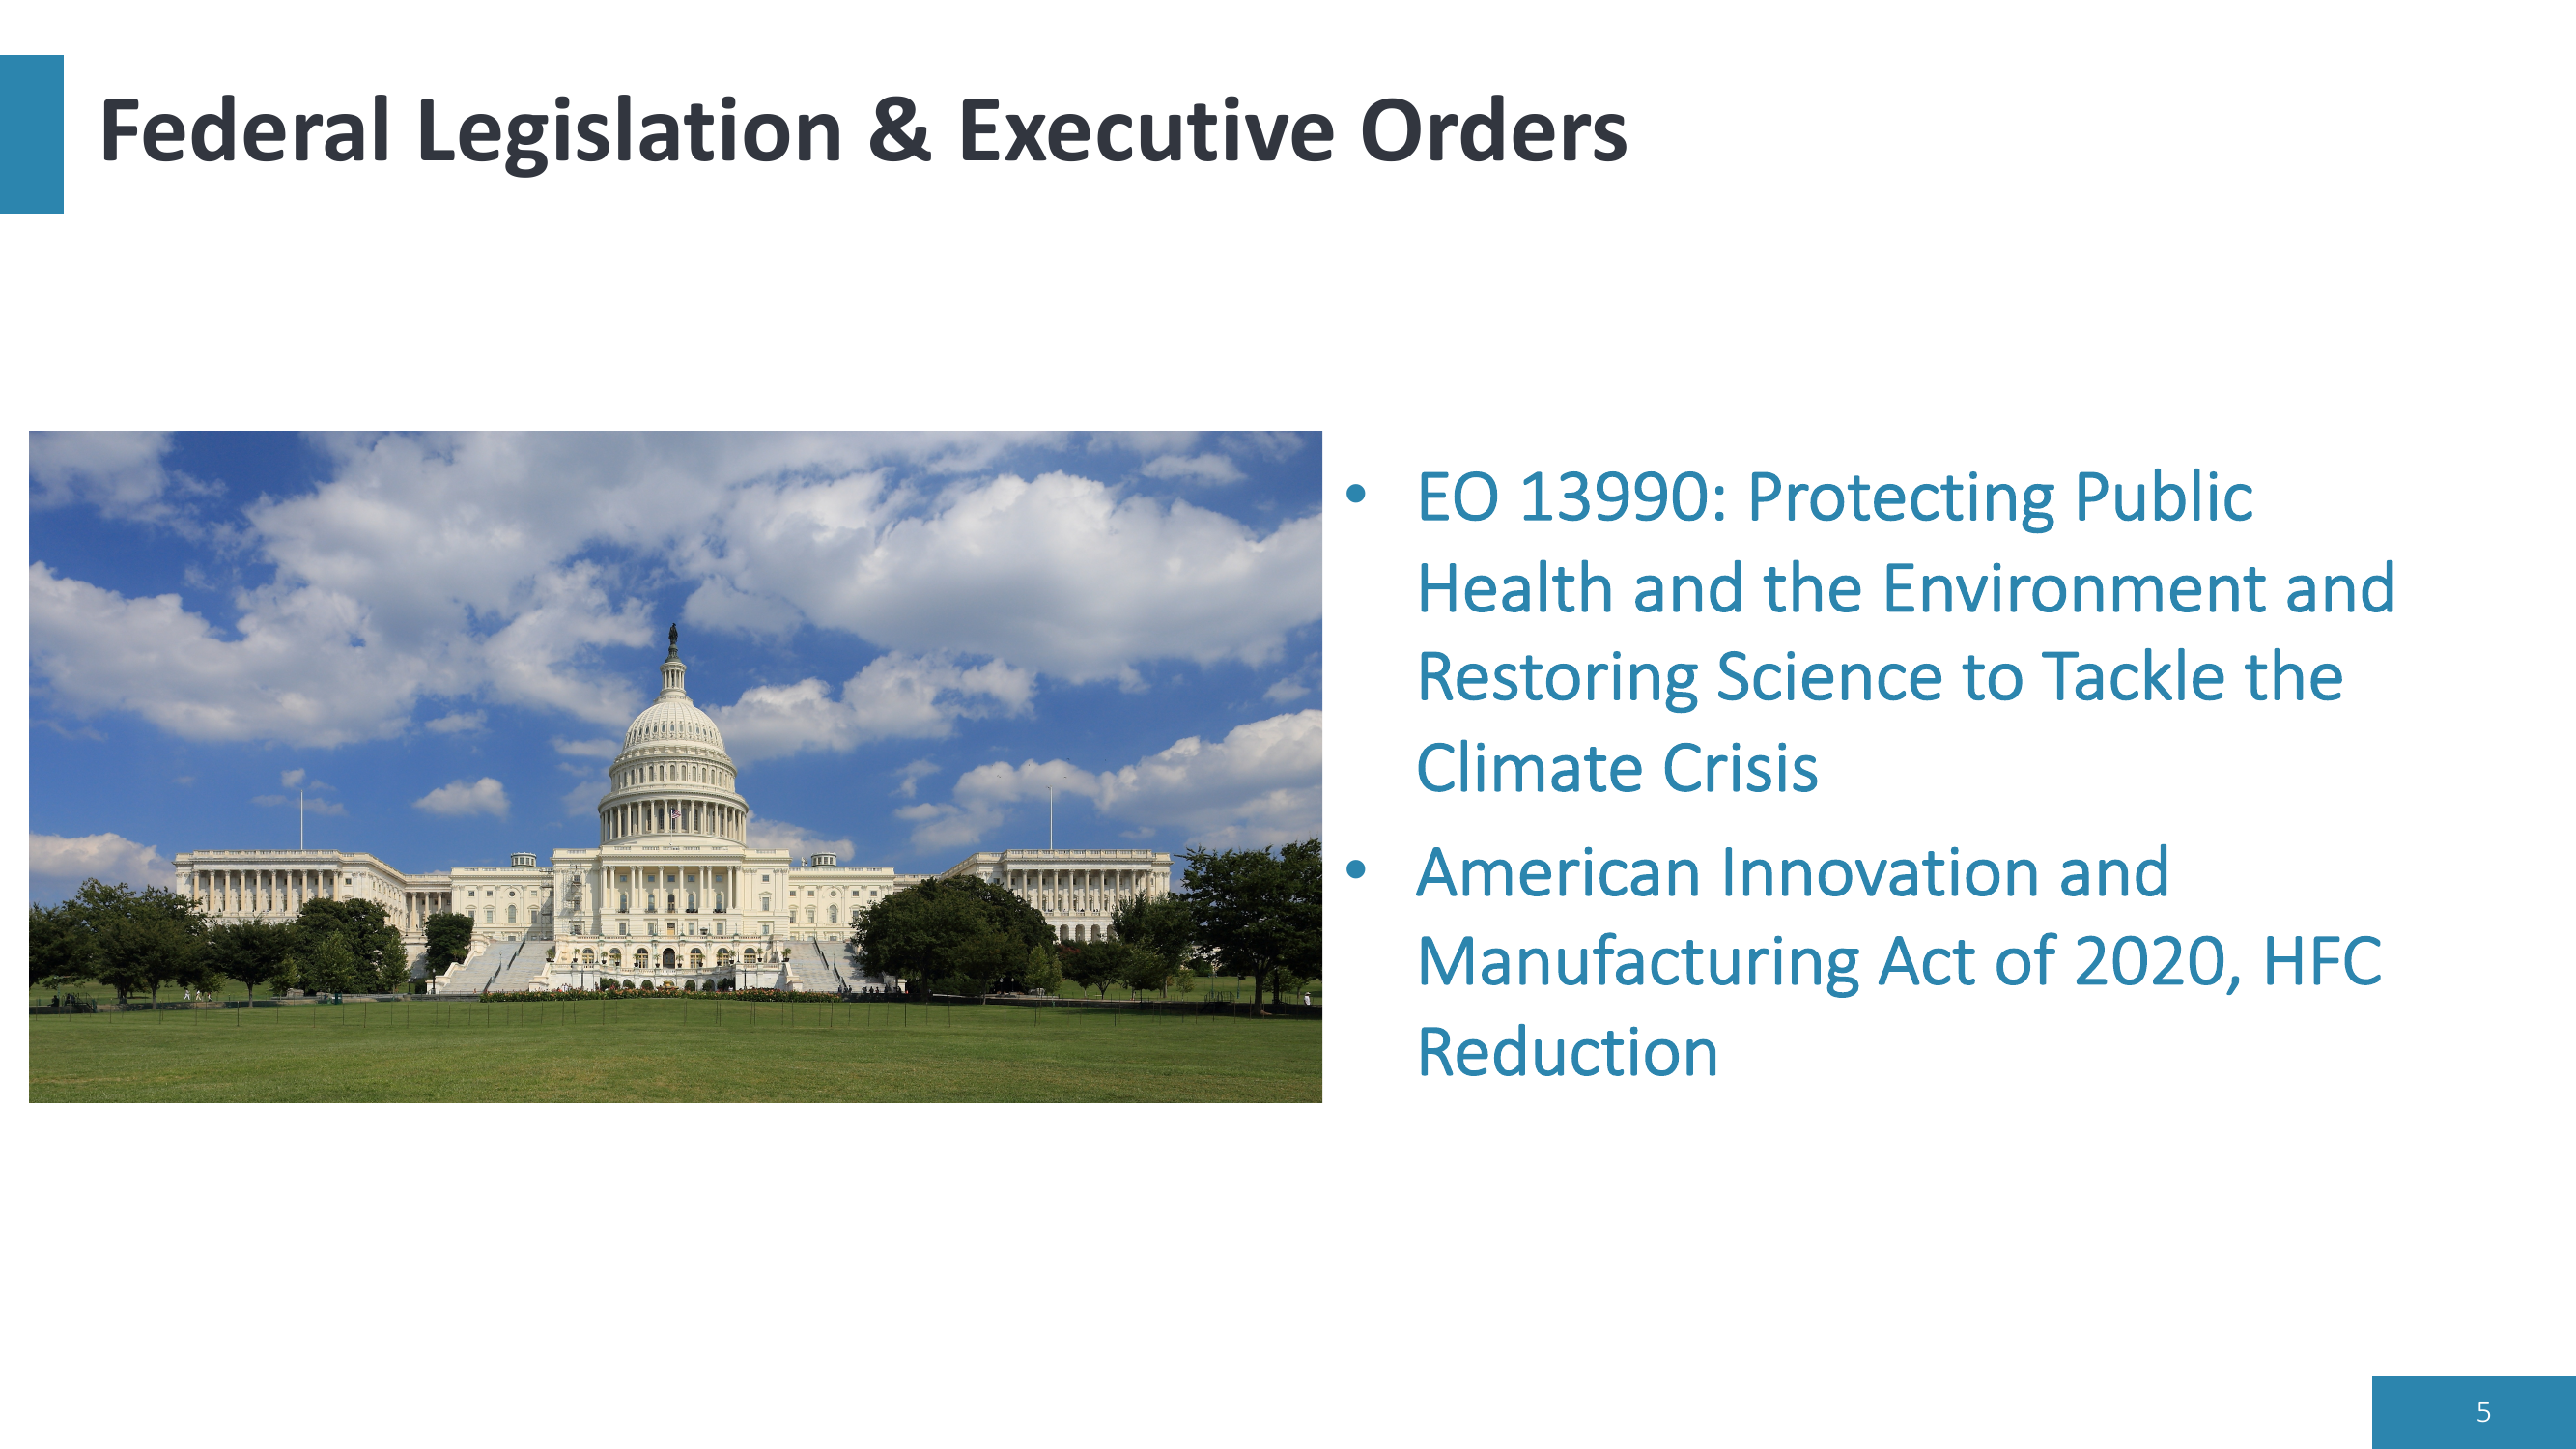 Federal Legislation & Executive Orders
• EO 13990: Protecting Public
Health and the Environment and
Restoring Science to Tackle the
Climate Crisis
• American Innovation and
Manufacturing Act of 2020, HFC
Reduction
5